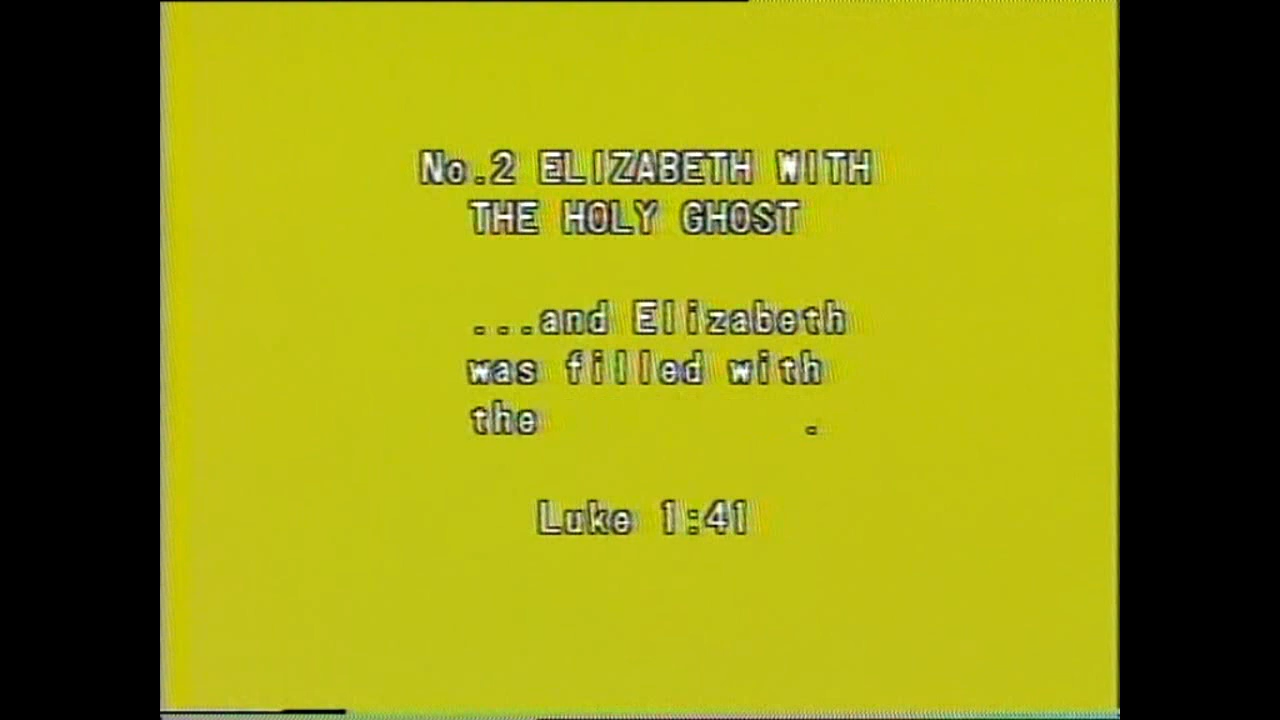 No.2 ELIZABETH WITH
THE HOLY GHOST
...and Elizabeth
was filled with
the .
Luke 1:41